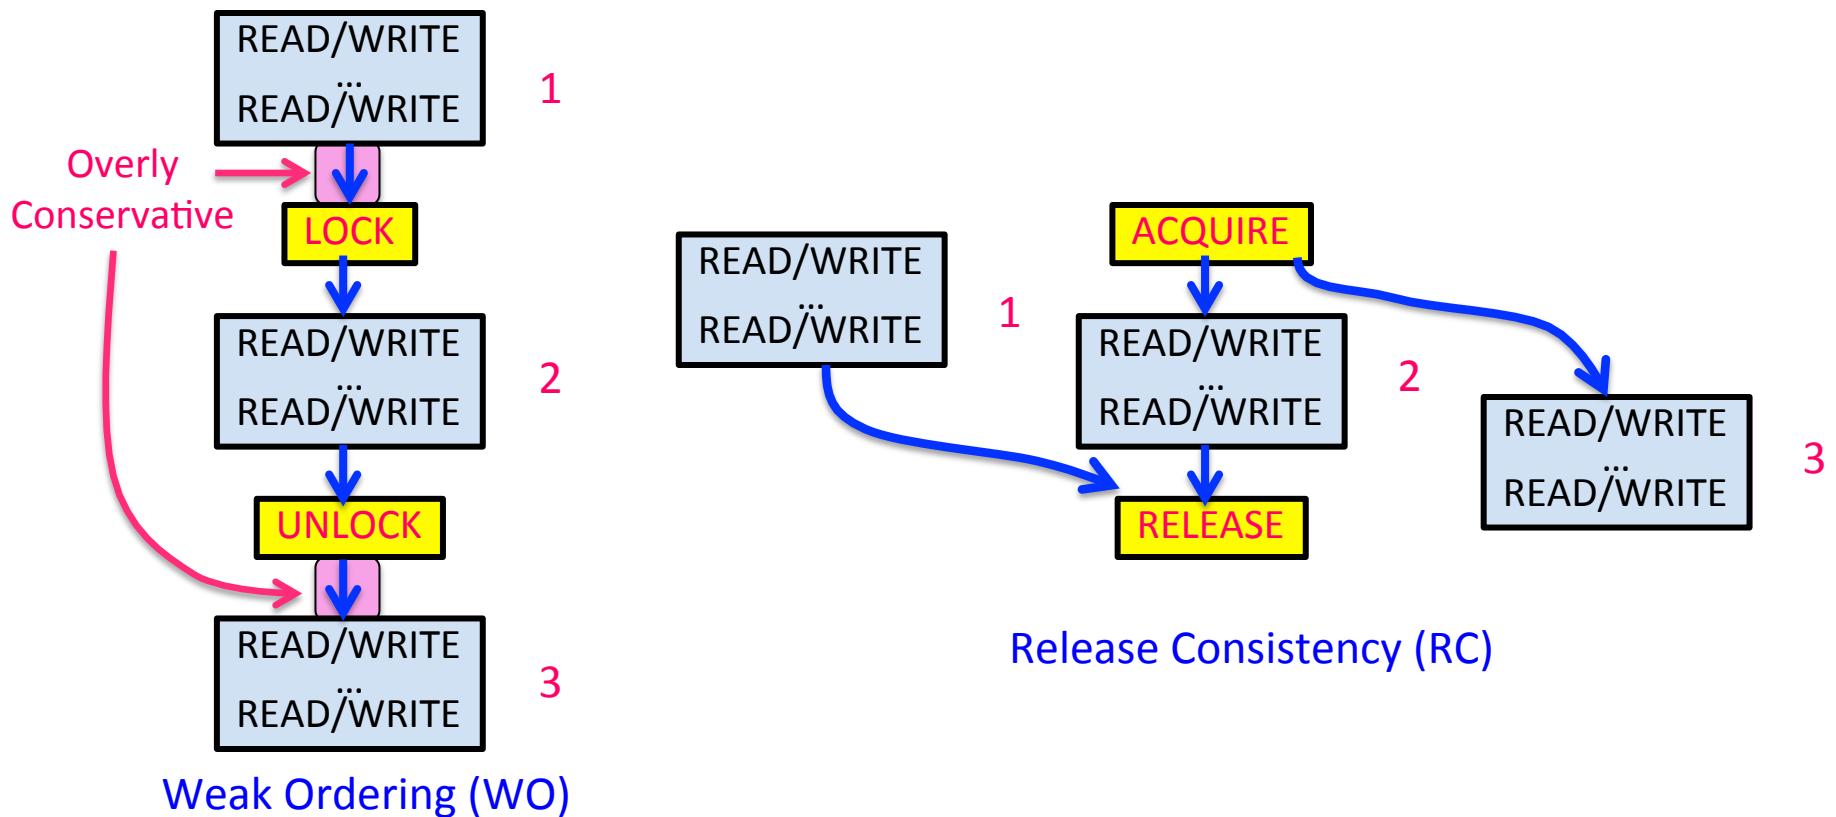 READ/WRITE
...
READ/WRITE
1
Overly
Conservative
LOCK
READ/WRITE
...
READ/WRITE
2
UNLOCK
READ/WRITE
...
READ/WRITE
3
Weak Ordering (WO)
READ/WRITE
...
READ/WRITE
1
ACQUIRE
READ/WRITE
...
READ/WRITE
2
RELEASE
READ/WRITE
...
READ/WRITE
3
Release Consistency (RC)